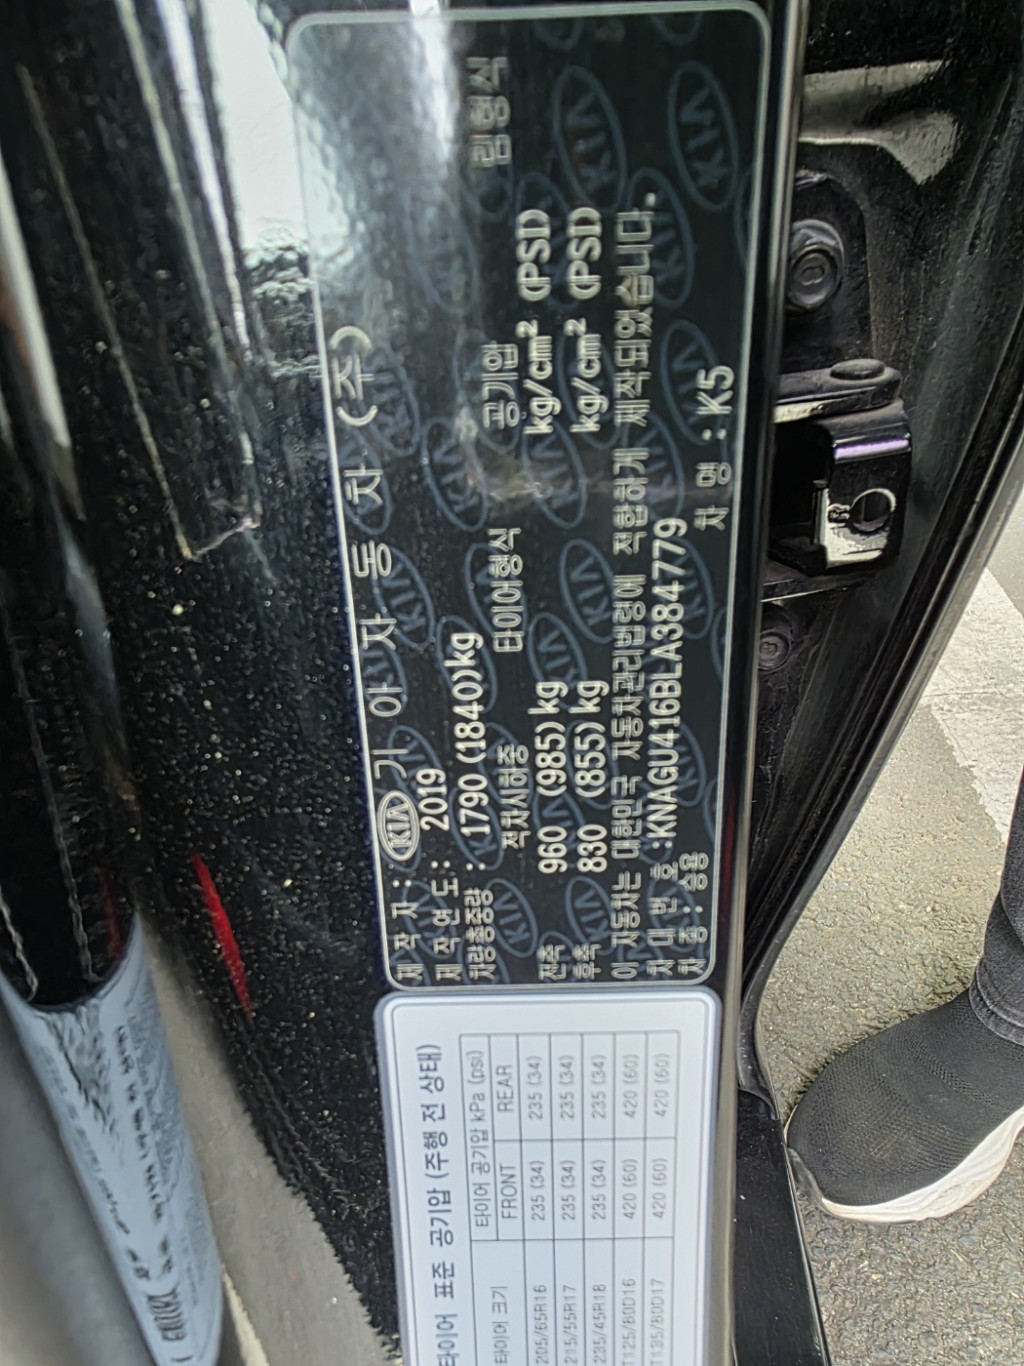 제 작 자 : KIA 기 아 자 동 차 (주)
제 작 연 도 : 2019
차량총중량 : 1790 (1840)kg
적차시하중 타이어형식 공기압 림형식
전축 960 (985) kg kg/cm² (PSI)
후축 830 (855) kg kg/cm² (PSI)
이 자동차는 대한민국 자동차관리법령에 적합하게 제작되었습니다.
차 대 번 호 : KNAGU416BLA384779
차 종 : 승용 차 명 : K5
타이어 표준 공기압 (주행 전 상태)
타이어 크기 타이어 공기압 kPa (psi)
FRONT REAR
205/65R16 235 (34) 235 (34)
215/55R17 235 (34) 235 (34)
235/45R18 235 (34) 235 (34)
T125/80D16 420 (60) 420 (60)
T135/80D17 420 (60) 420 (60)